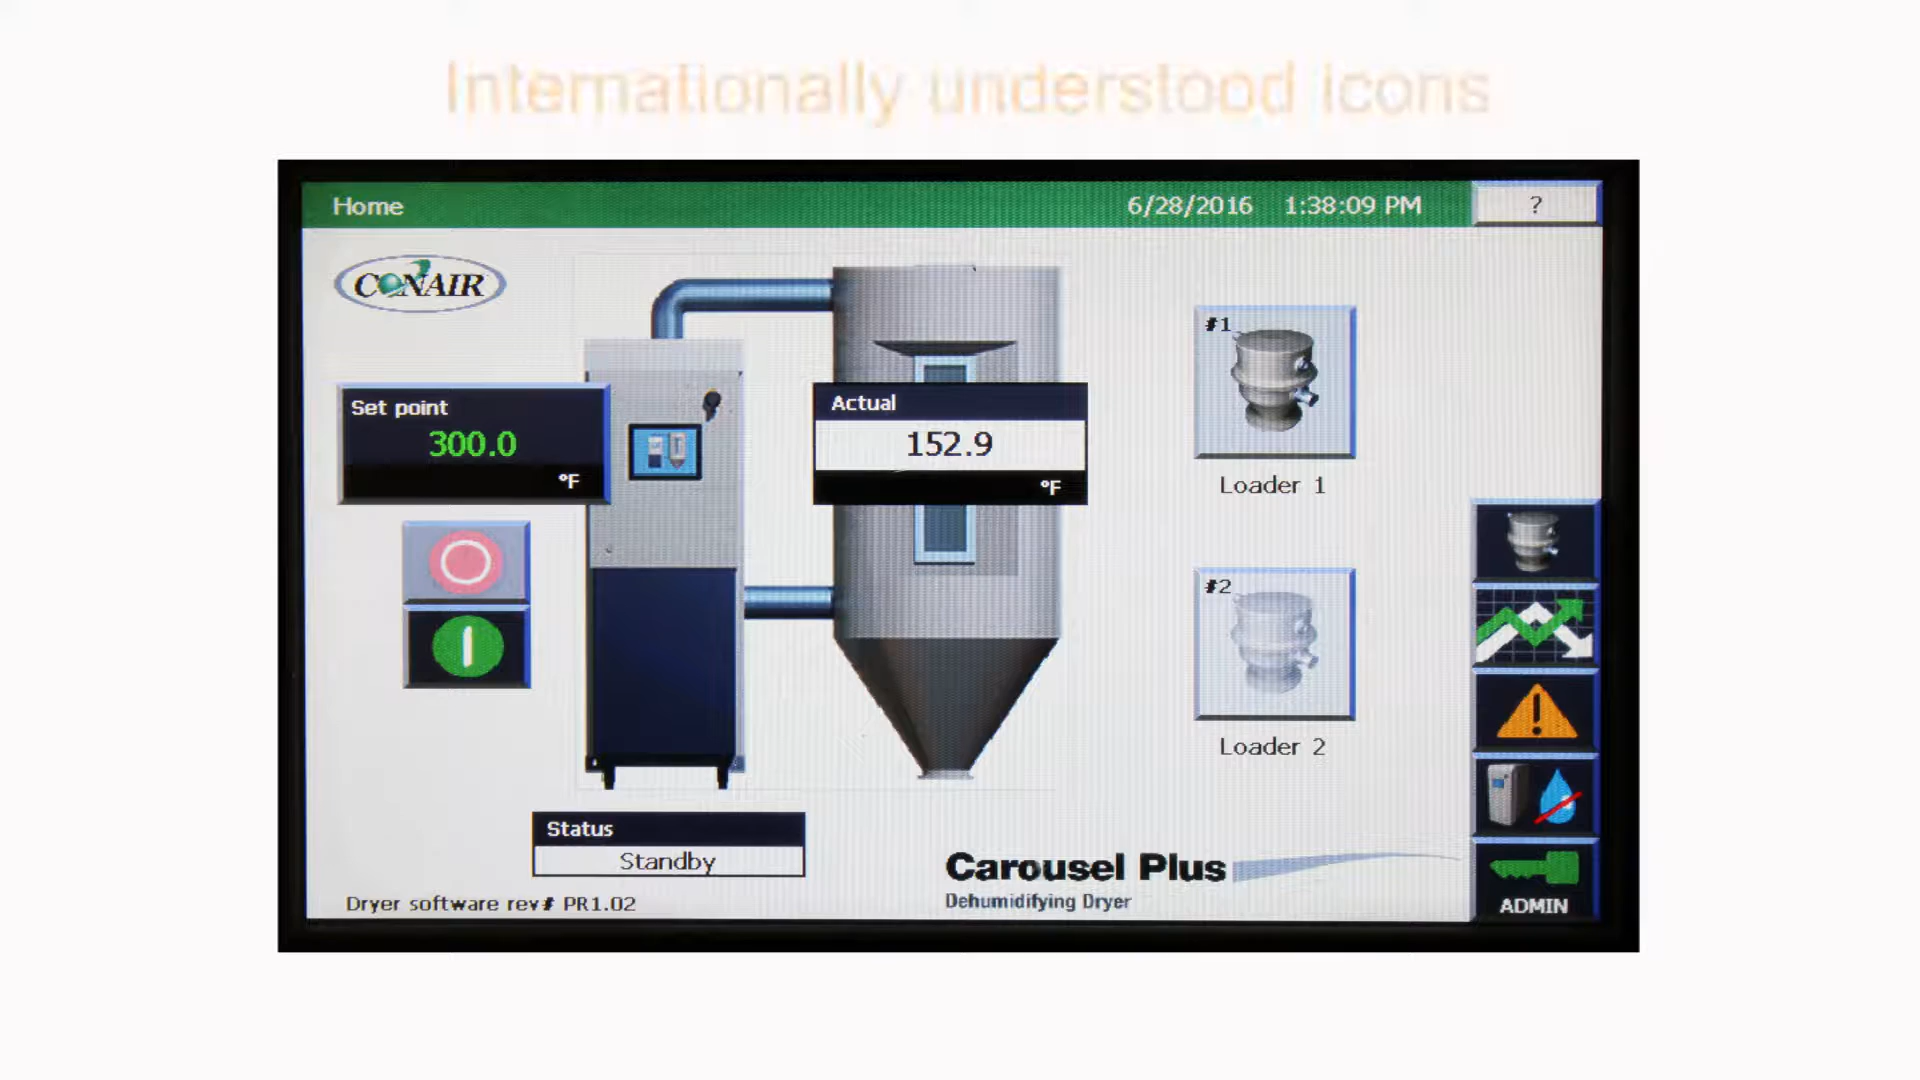 Internationally understood icons
Home
6/28/2016 1:38:09 PM
?
CONAIR
Set point
300.0
°F
Actual
152.9
°F
#1
Loader 1
#2
Loader 2
Status
Standby
Carousel Plus
Dehumidifying Dryer
Dryer software rev# PR1.02
ADMIN